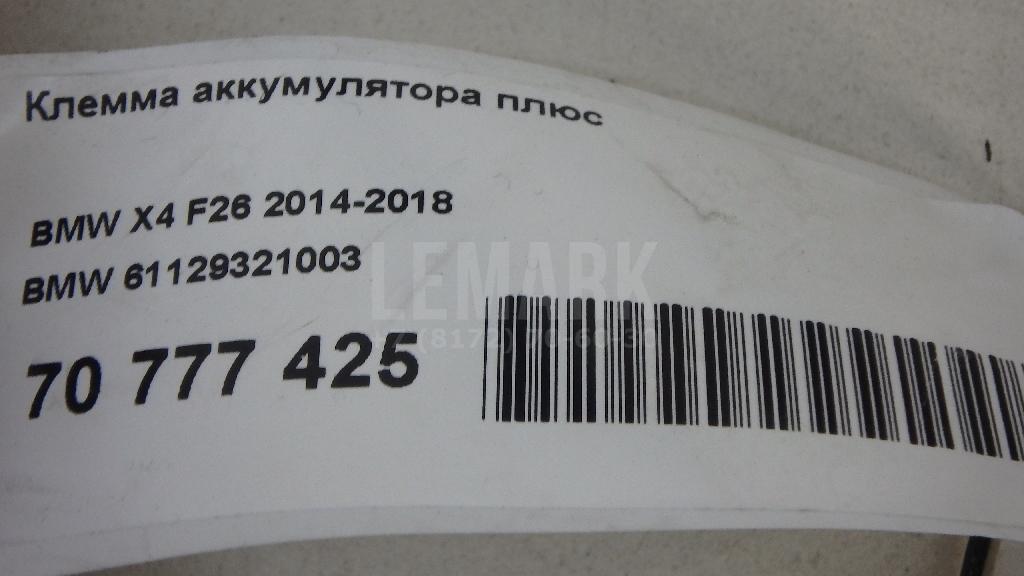 Клемма аккумулятора плюс
BMW X4 F26 2014-2018
BMW 61129321003
LEMARK
70 777 425